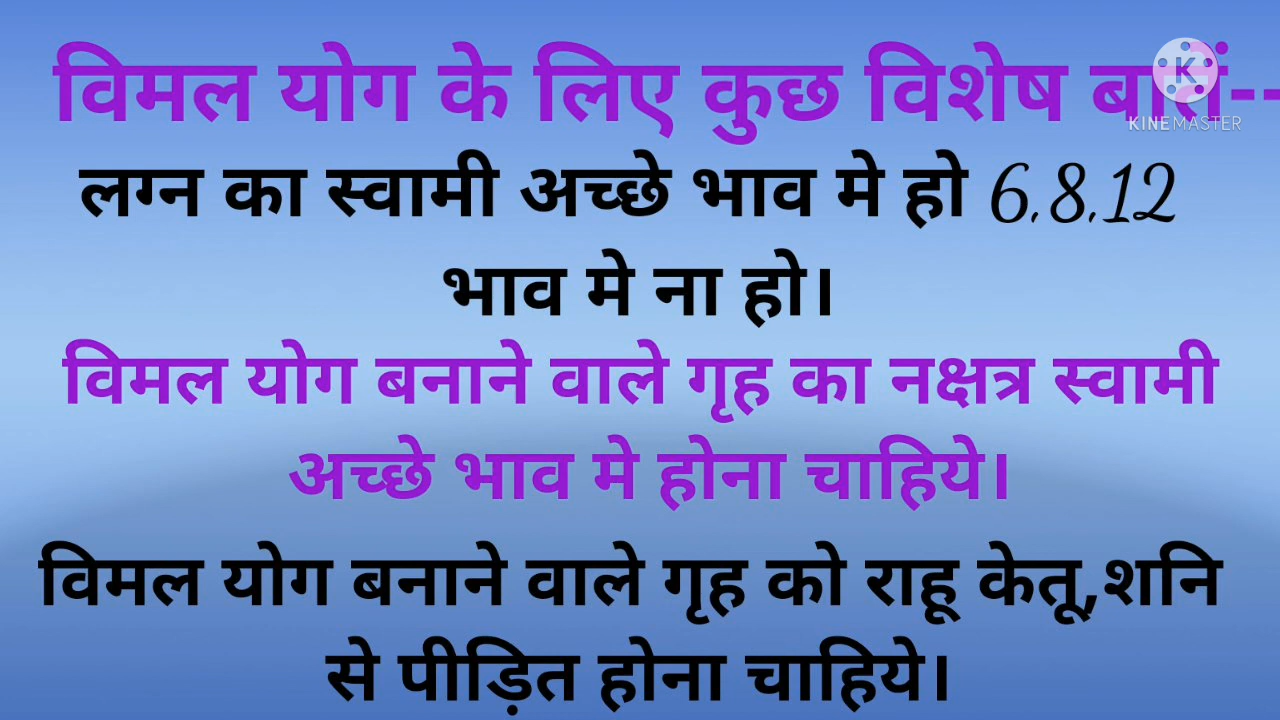 विमल योग के लिए कुछ विशेष बातें--
KINEMASTER
लग्न का स्वामी अच्छे भाव मे हो 6.8.12
भाव मे ना हो।
विमल योग बनाने वाले गृह का नक्षत्र स्वामी
अच्छे भाव मे होना चाहिये।
विमल योग बनाने वाले गृह को राहू केतू,शनि
से पीड़ित होना चाहिये।